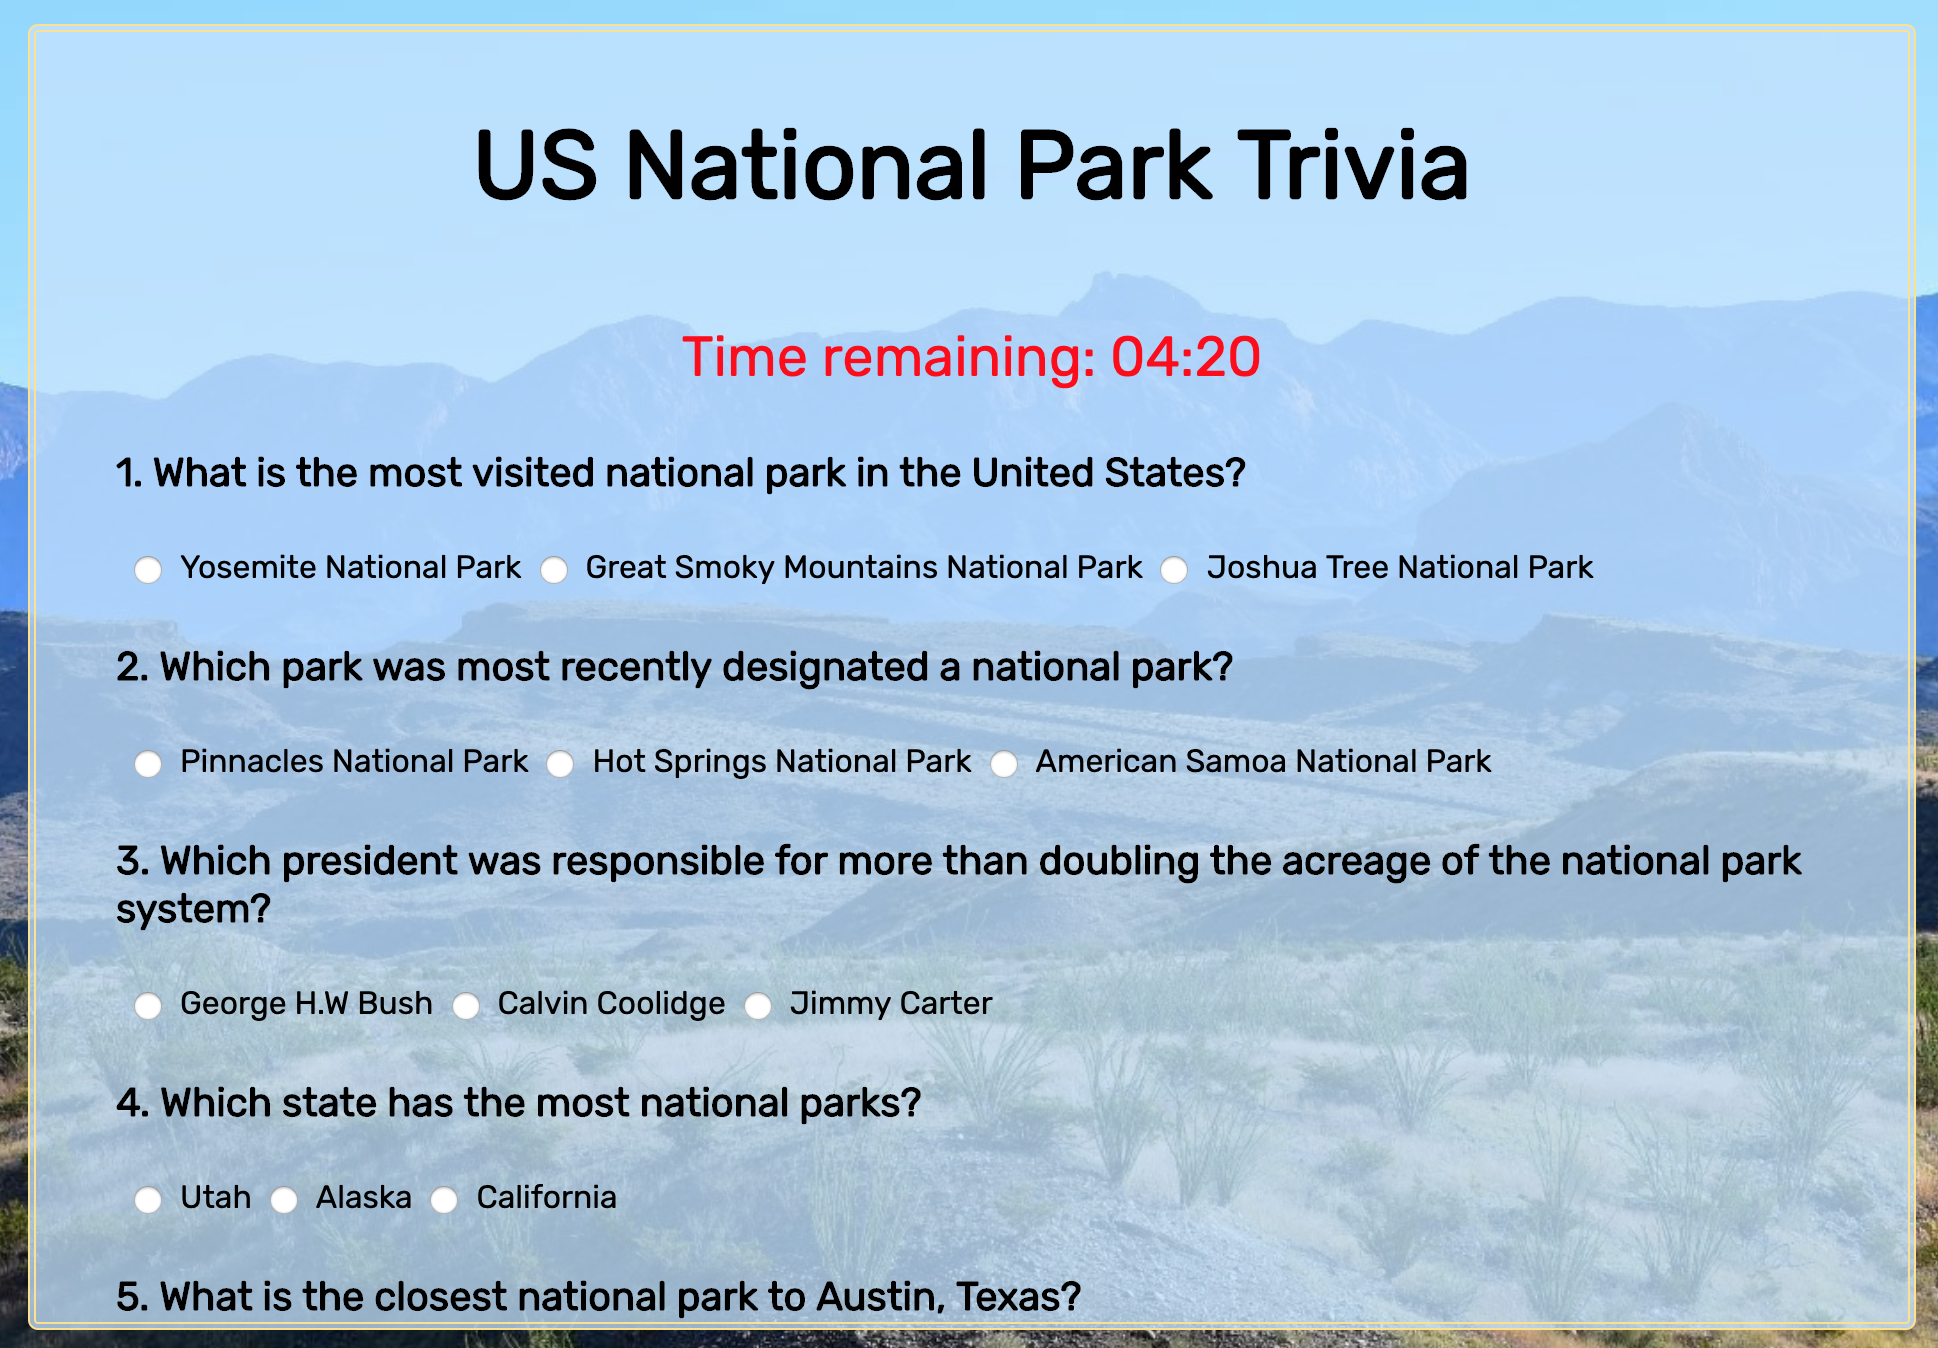 US National Park Trivia
Time remaining: 04:20
1. What is the most visited national park in the United States?
Yosemite National Park Great Smoky Mountains National Park Joshua Tree National Park
2. Which park was most recently designated a national park?
Pinnacles National Park Hot Springs National Park American Samoa National Park
3. Which president was responsible for more than doubling the acreage of the national park
system?
George H.W Bush Calvin Coolidge Jimmy Carter
4. Which state has the most national parks?
Utah Alaska California
5. What is the closest national park to Austin, Texas?